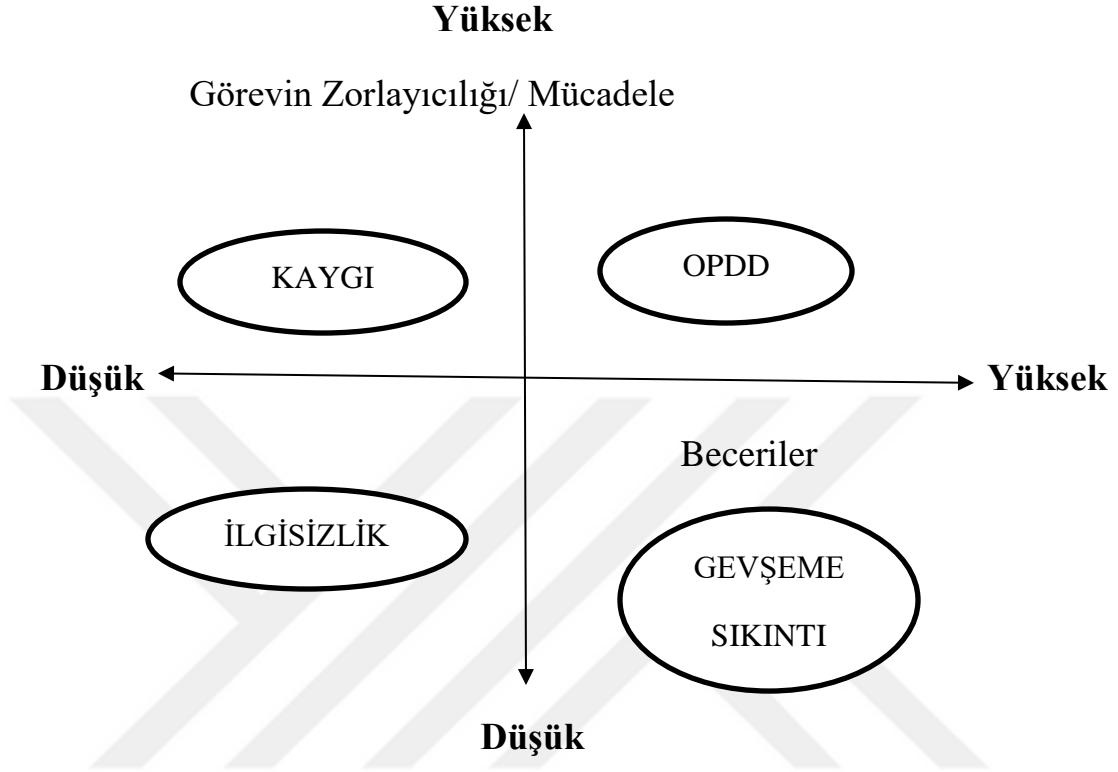 Yüksek
Görevin Zorlayıcılığı/ Mücadele
KAYGI
OPDD
Düşük
Yüksek
Beceriler
İLGİSİZLİK
GEVŞEME
SIKINTI
Düşük